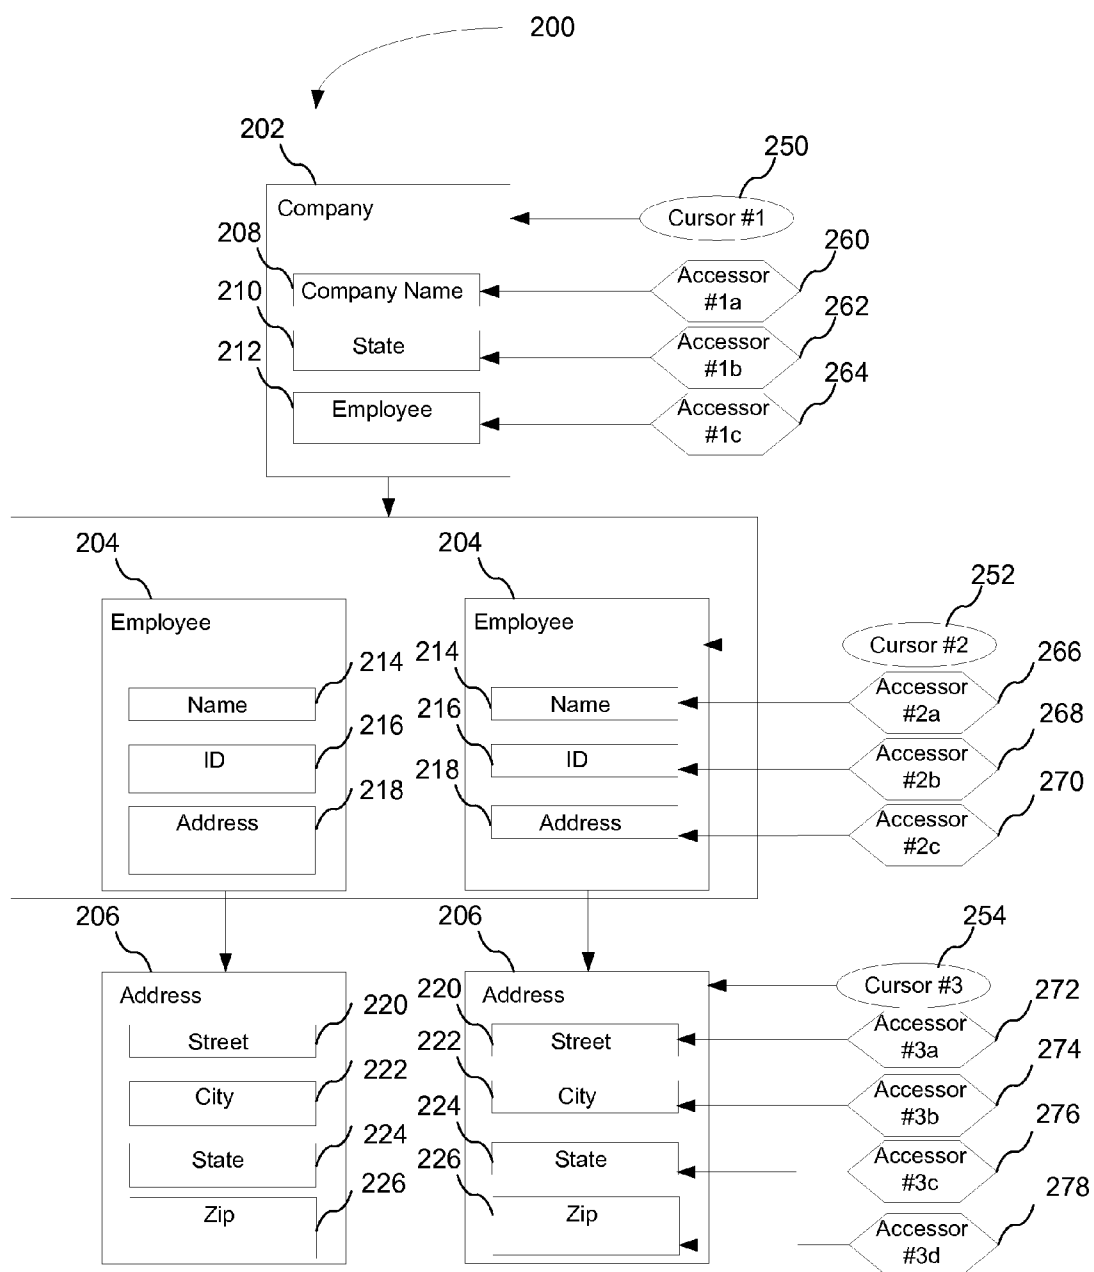 200
202
250
Company
Cursor #1
208
260
Company Name
Accessor
#1a
210
262
State
Accessor
#1b
212
264
Employee
Accessor
#1c
204
204
252
Employee
Employee
Cursor #2
214
214
266
Name
Name
Accessor
#2a
216
216
268
ID
ID
Accessor
#2b
218
218
270
Address
Address
Accessor
#2c
206
206
254
Address
Address
Cursor #3
220
220
272
Street
Street
Accessor
#3a
222
222
274
City
City
Accessor
#3b
224
224
276
State
State
Accessor
#3c
226
226
278
Zip
Zip
Accessor
#3d